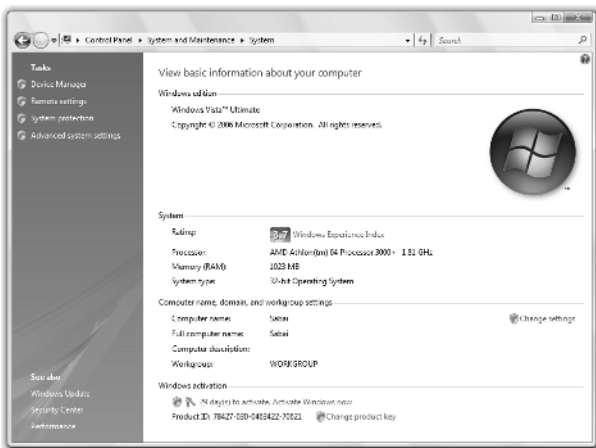 Control Panel ▸ System and Maintenance ▸ System
Search
Tasks
Device Manager
Remote settings
System protection
Advanced system settings
View basic information about your computer
Windows edition
Windows Vista™ Ultimate
Copyright © 2006 Microsoft Corporation. All rights reserved.
System
Rating: Windows Experience Index
Processor: AMD Athlon(tm) 64 Processor 3000+ 1.81 GHz
Memory (RAM): 1023 MB
System type: 32-bit Operating System
Computer name, domain, and workgroup settings
Computer name: Sabai
Change settings
Full computer name: Sabai
Computer description:
Workgroup: WORKGROUP
See also
Windows Update
Security Center
Performance
Windows activation
29 day(s) to activate. Activate Windows now
Product ID: Change product key